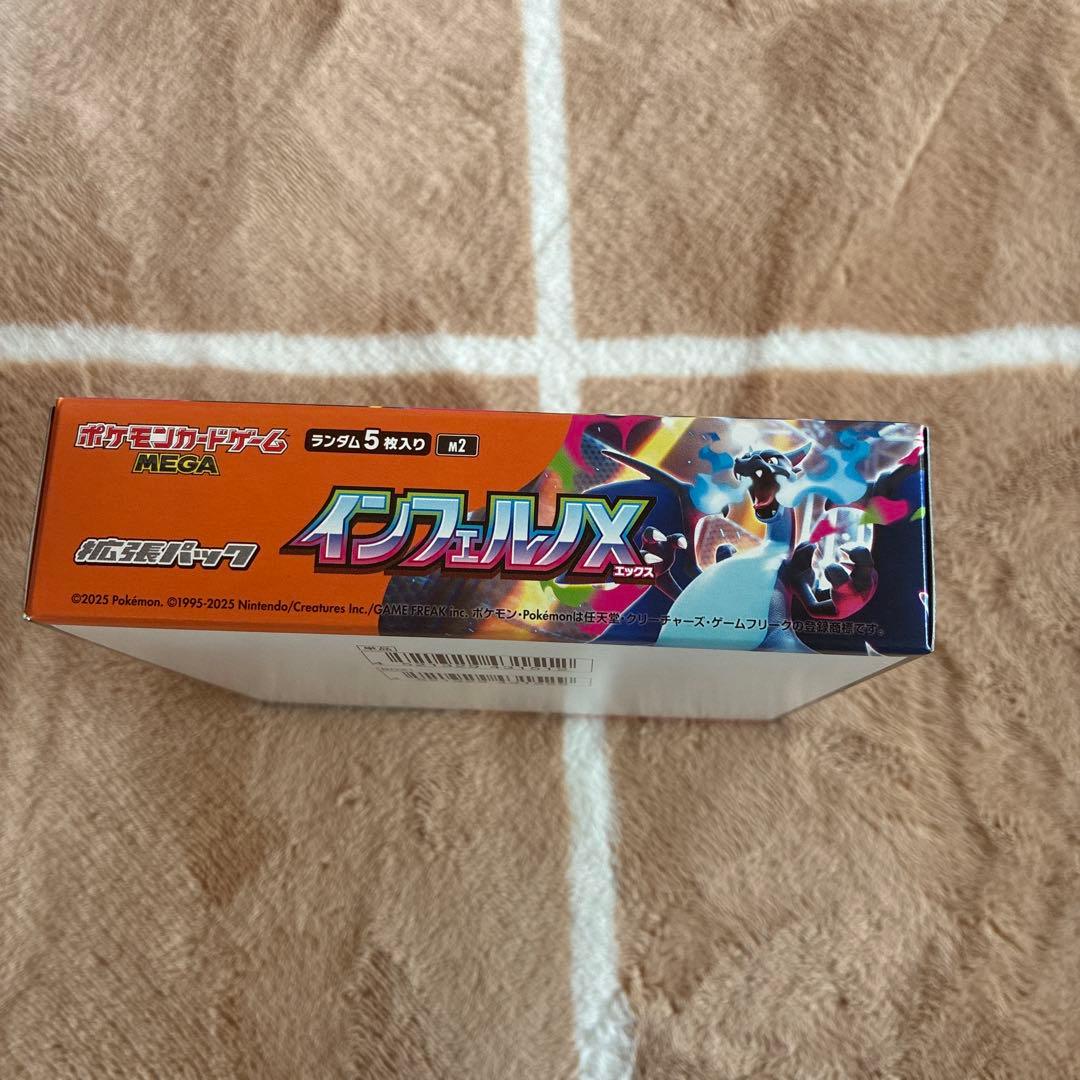 ポケモンカードゲーム
MEGA
ランダム5枚入り
M2
拡張パック
インフェルノX
エックス
©2025 Pokémon. ©1995-2025 Nintendo/Creatures Inc./GAME FREAK inc. ポケモン・Pokémonは任天堂・クリーチャーズ・ゲームフリークの登録商標です。
単品